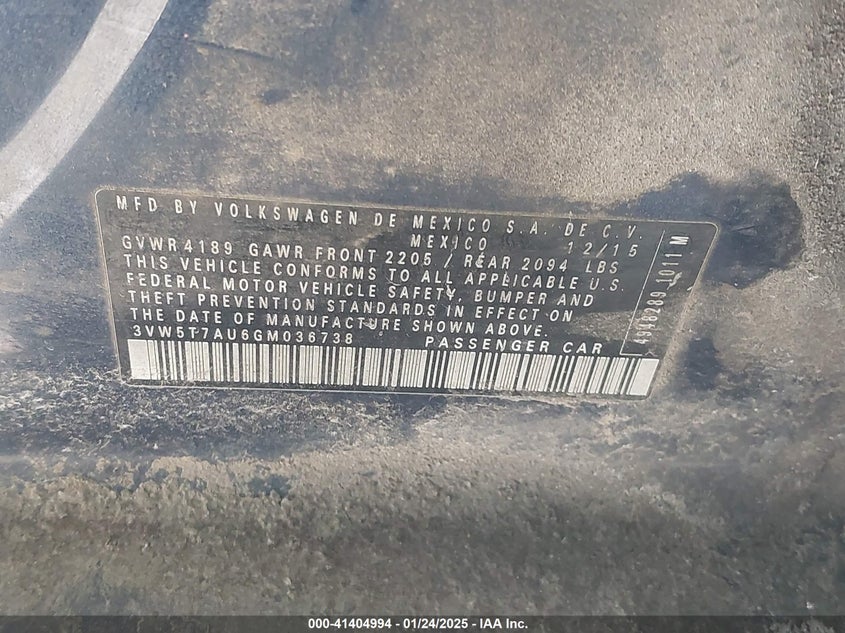 MFD BY VOLKSWAGEN DE MEXICO S.A. DE C.V.
MEXICO 12/15
GVWR 4189 GAWR FRONT 2205 / REAR 2094 LBS
THIS VEHICLE CONFORMS TO ALL APPLICABLE U.S.
FEDERAL MOTOR VEHICLE SAFETY, BUMPER AND
THEFT PREVENTION STANDARDS IN EFFECT ON
THE DATE OF MANUFACTURE SHOWN ABOVE.
3VW5T7AU6GM036738 PASSENGER CAR
4948289 1011 M
000-41404994 - 01/24/2025 - IAA Inc.